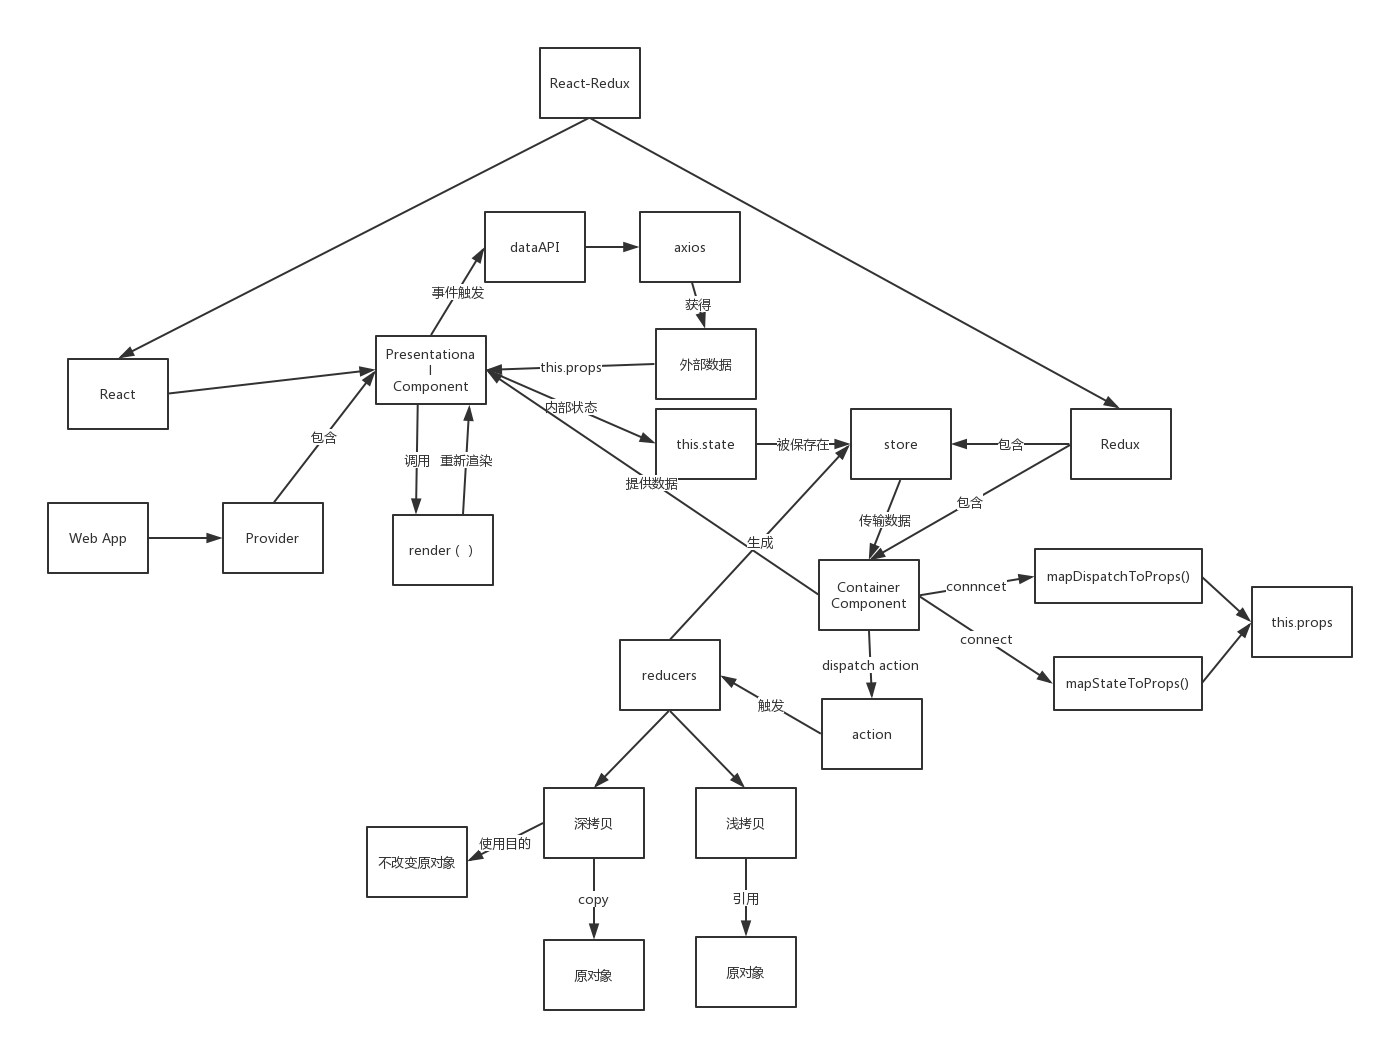 React-Redux
dataAPI
axios
事件触发
获得
Presentationa
l
Component
外部数据
this.props
React
内部状态
this.state
被保存在
store
包含
Redux
包含
调用
重新渲染
提供数据
包含
传输数据
Web App
Provider
render ( )
生成
Container
Component
connncet
mapDispatchToProps()
this.props
connect
dispatch action
reducers
mapStateToProps()
触发
action
深拷贝
浅拷贝
使用目的
不改变原对象
copy
引用
原对象
原对象